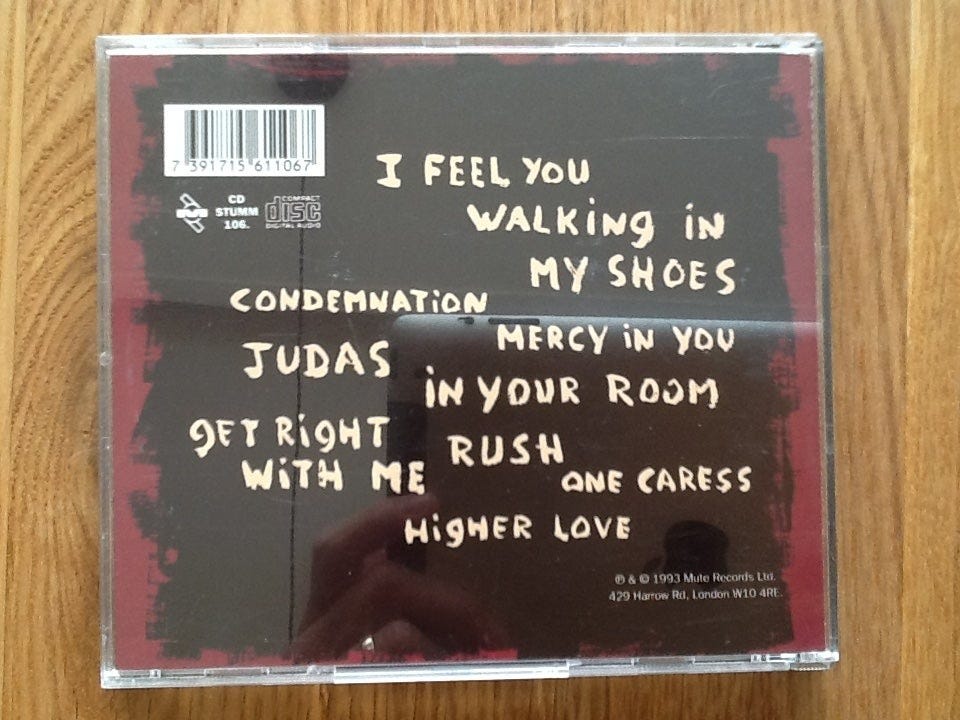 7 391715 611067
CD
STUMM
106.
COMPACT
disc
DIGITAL AUDIO
I FEEL YOU
WALKiNg iN
MY SHOES
CONDEMNATiON
MERCY iN YOU
JUDAS
iN YOUR ROOM
gET RigHT
WiTH ME
RUSH
ONE CARESS
HigHER LOVE
℗ & © 1993 Mute Records Ltd.
429 Harrow Rd, London W10 4RE.